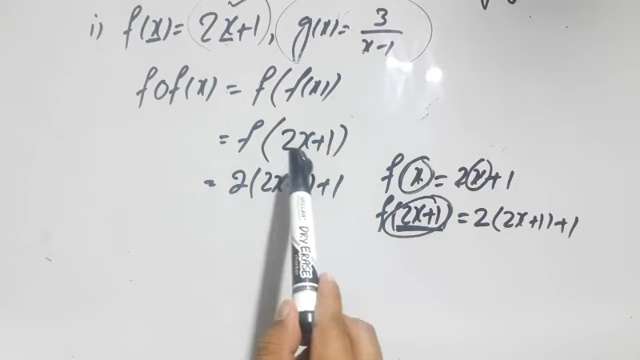 i) f(x) = 2x+1, g(x) = 3/(x-1)
fof(x) = f(f(x))
= f(2x+1)
= 2(2x )+1
f(x) = 2(x)+1
f(2x+1) = 2(2x+1)+1
DRY ERASE